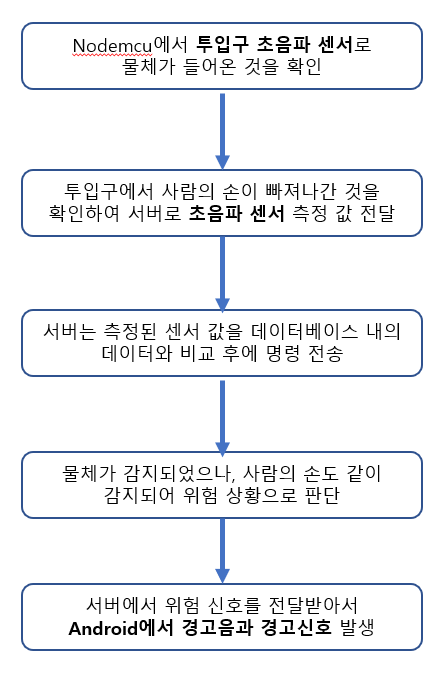 Nodemcu에서 투입구 초음파 센서로
물체가 들어온 것을 확인
투입구에서 사람의 손이 빠져나간 것을
확인하여 서버로 초음파 센서 측정 값 전달
서버는 측정된 센서 값을 데이터베이스 내의
데이터와 비교 후에 명령 전송
물체가 감지되었으나, 사람의 손도 같이
감지되어 위험 상황으로 판단
서버에서 위험 신호를 전달받아서
Android에서 경고음과 경고신호 발생